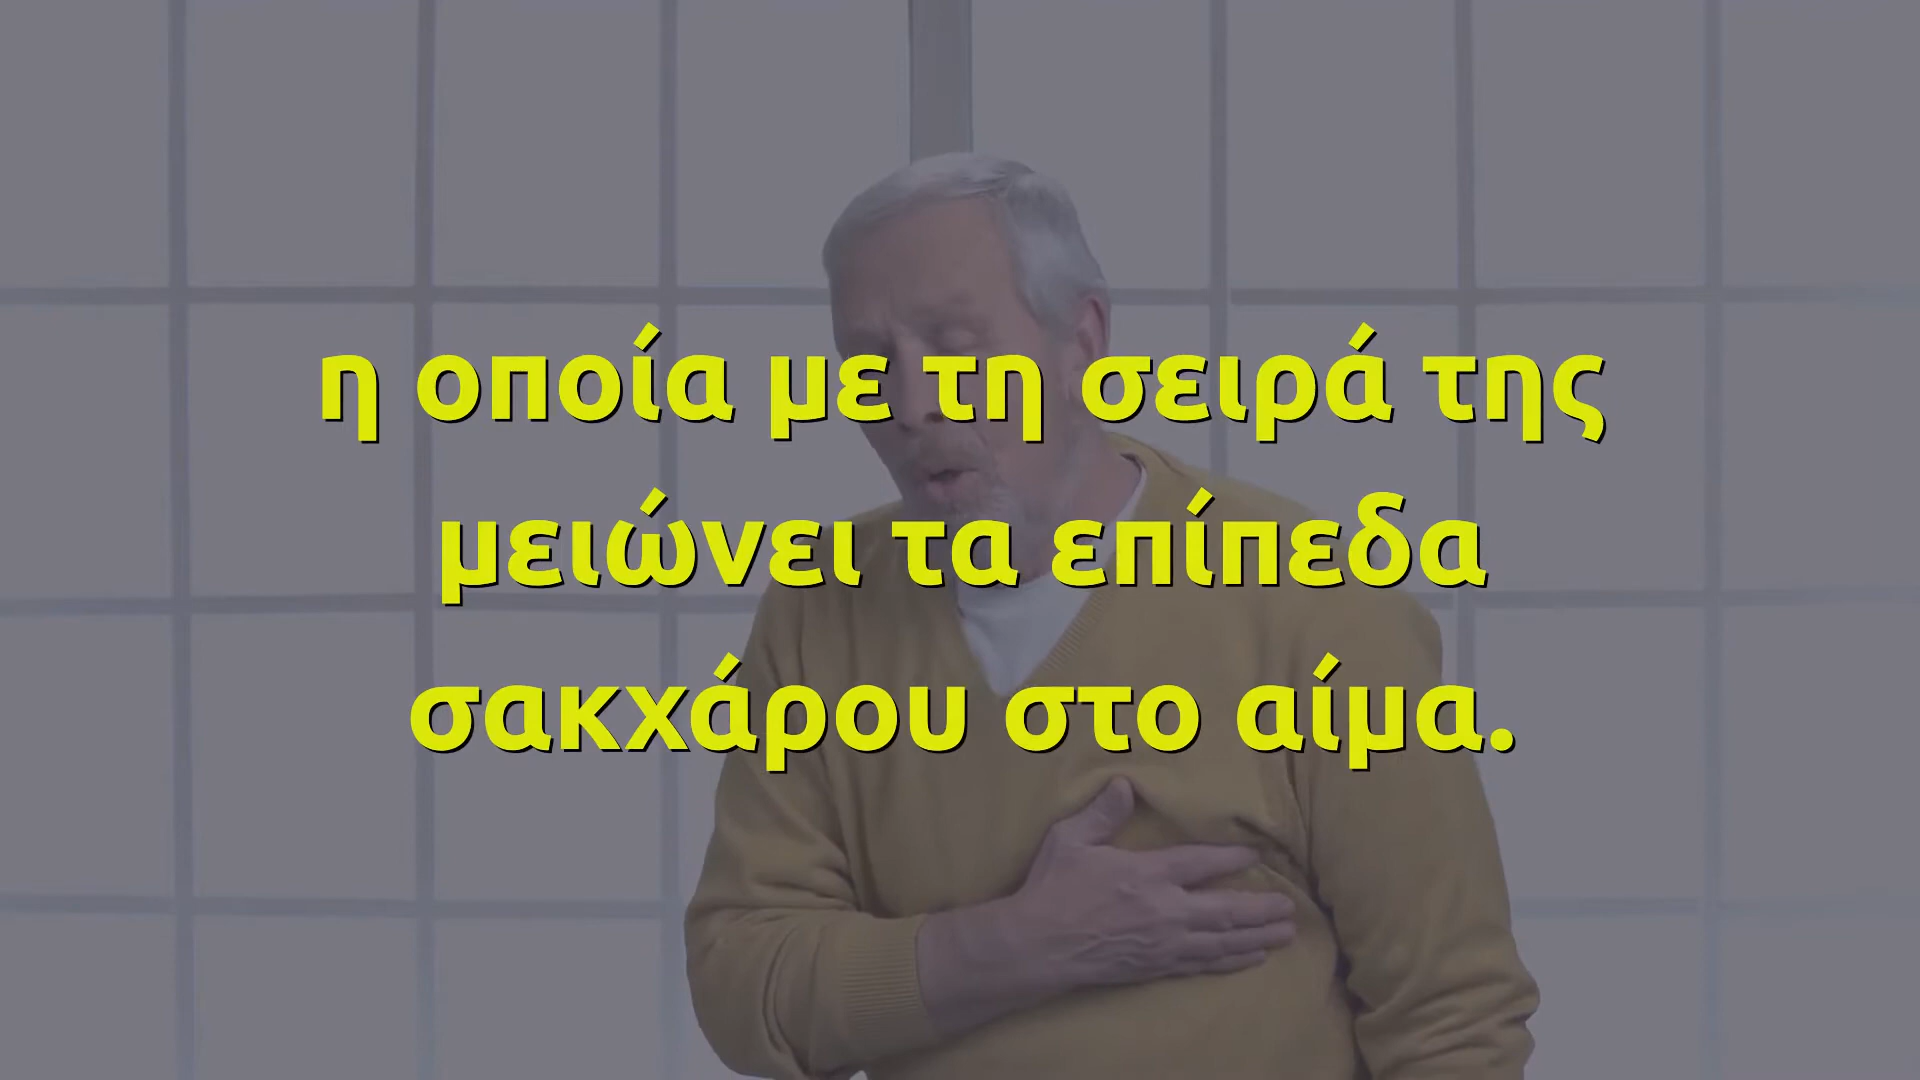 η οποία με τη σειρά της
μειώνει τα επίπεδα
σακχάρου στο αίμα.